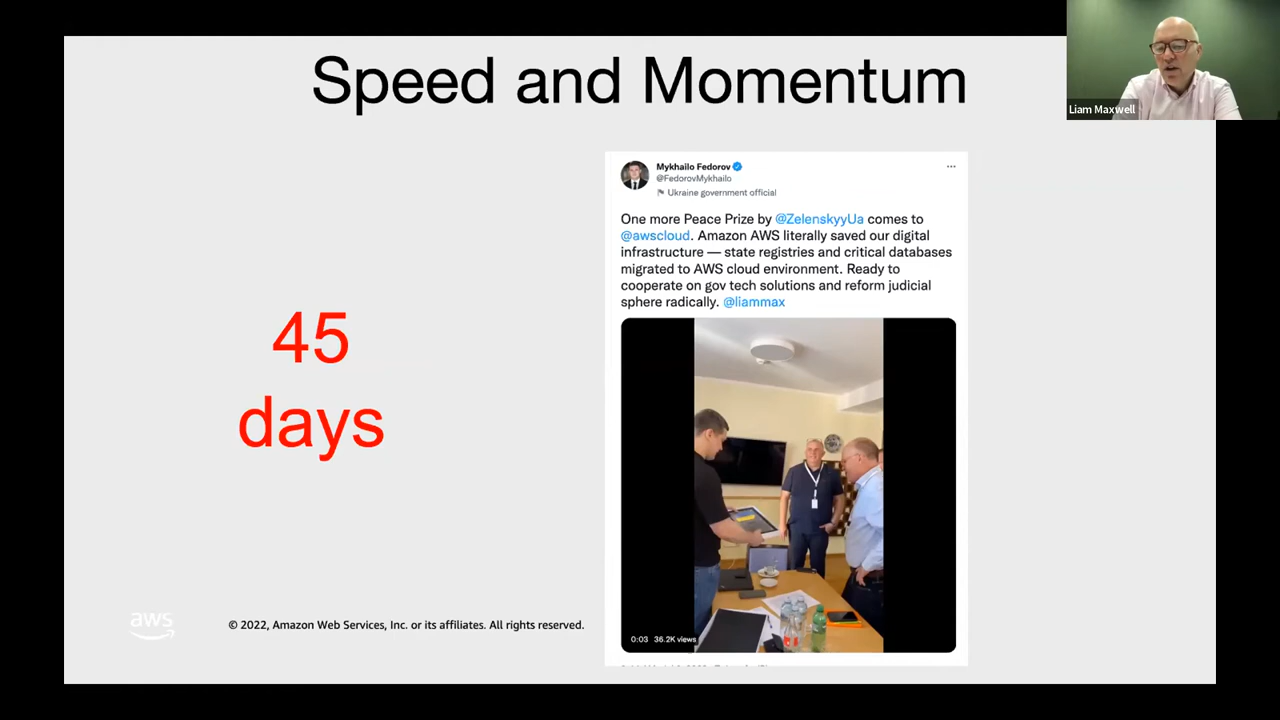 Speed and Momentum
Liam Maxwell
Mykhailo Fedorov
@FedorovMykhailo
Ukraine government official
One more Peace Prize by @ZelenskyyUa comes to
@awscloud. Amazon AWS literally saved our digital
infrastructure — state registries and critical databases
migrated to AWS cloud environment. Ready to
cooperate on gov tech solutions and reform judicial
sphere radically. @liammax
45
days
0:03 36.2K views
aws
© 2022, Amazon Web Services, Inc. or its affiliates. All rights reserved.